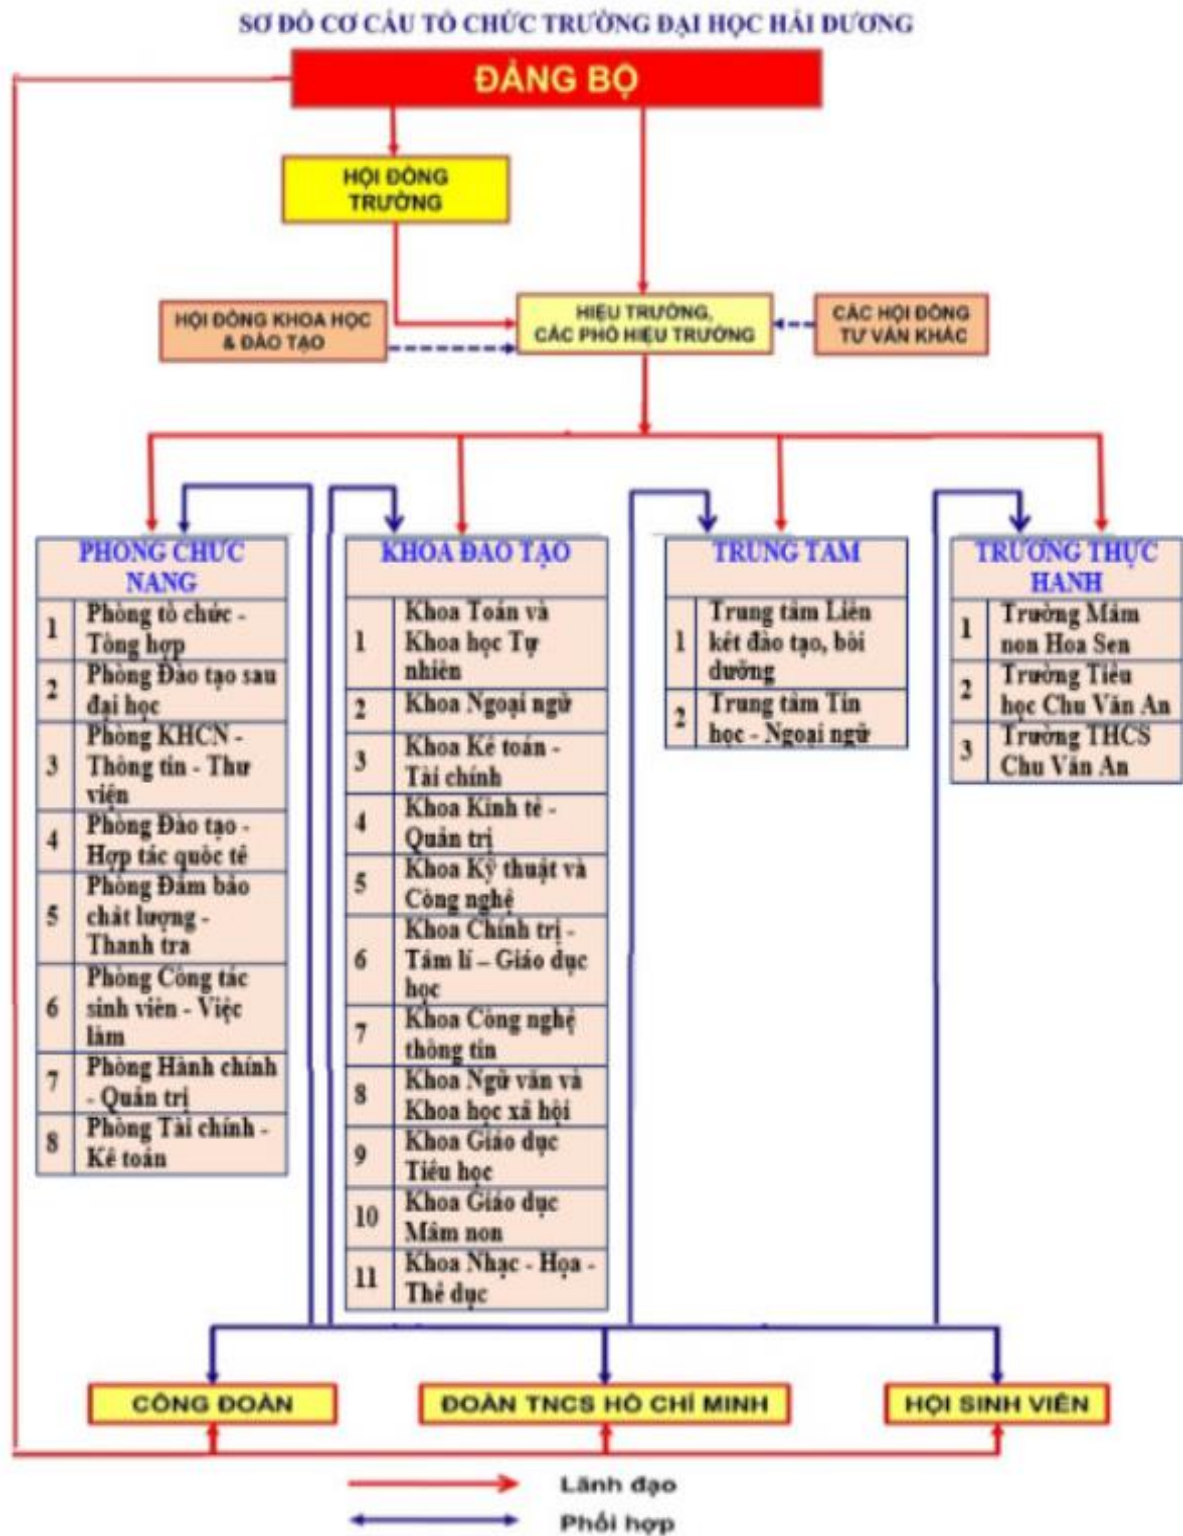 SƠ ĐỒ CƠ CẤU TỔ CHỨC TRƯỜNG ĐẠI HỌC HẢI DƯƠNG
ĐẢNG BỘ
HỘI ĐỒNG
TRƯỜNG
HỘI ĐỒNG KHOA HỌC
& ĐÀO TẠO
HIỆU TRƯỞNG,
CÁC PHÓ HIỆU TRƯỞNG
CÁC HỘI ĐỒNG
TƯ VẤN KHÁC
PHÒNG CHỨC
NĂNG
1 Phòng tổ chức -
Tổng hợp
2 Phòng Đào tạo sau
đại học
3 Phòng KHCN -
Thông tin - Thư
viện
4 Phòng Đào tạo -
Hợp tác quốc tế
5 Phòng Đảm bảo
chất lượng -
Thanh tra
6 Phòng Công tác
sinh viên - Việc
làm
7 Phòng Hành chính
- Quản trị
8 Phòng Tài chính -
Kế toán
KHOA ĐÀO TẠO
1 Khoa Toán và
Khoa học Tự
nhiên
2 Khoa Ngoại ngữ
3 Khoa Kế toán -
Tài chính
4 Khoa Kinh tế -
Quản trị
5 Khoa Kỹ thuật và
Công nghệ
6 Khoa Chính trị -
Tâm lí – Giáo dục
học
7 Khoa Công nghệ
thông tin
8 Khoa Ngữ văn và
Khoa học xã hội
9 Khoa Giáo dục
Tiểu học
10 Khoa Giáo dục
Mầm non
11 Khoa Nhạc - Họa -
Thể dục
TRUNG TÂM
1 Trung tâm Liên
kết đào tạo, bồi
dưỡng
2 Trung tâm Tin
học - Ngoại ngữ
TRƯỜNG THỰC
HÀNH
1 Trường Mầm
non Hoa Sen
2 Trường Tiểu
học Chu Văn An
3 Trường THCS
Chu Văn An
CÔNG ĐOÀN
ĐOÀN TNCS HỒ CHÍ MINH
HỘI SINH VIÊN
Lãnh đạo
Phối hợp